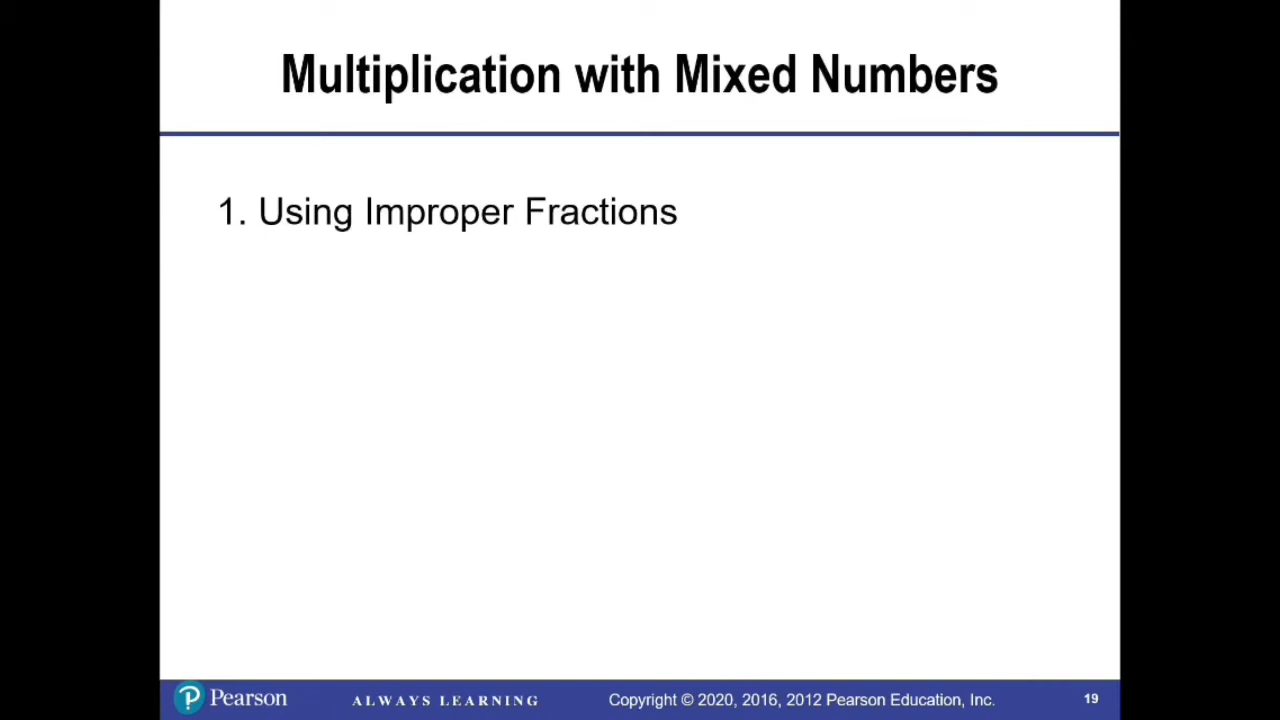 Multiplication with Mixed Numbers
1. Using Improper Fractions
P Pearson ALWAYS LEARNING Copyright © 2020, 2016, 2012 Pearson Education, Inc. 19